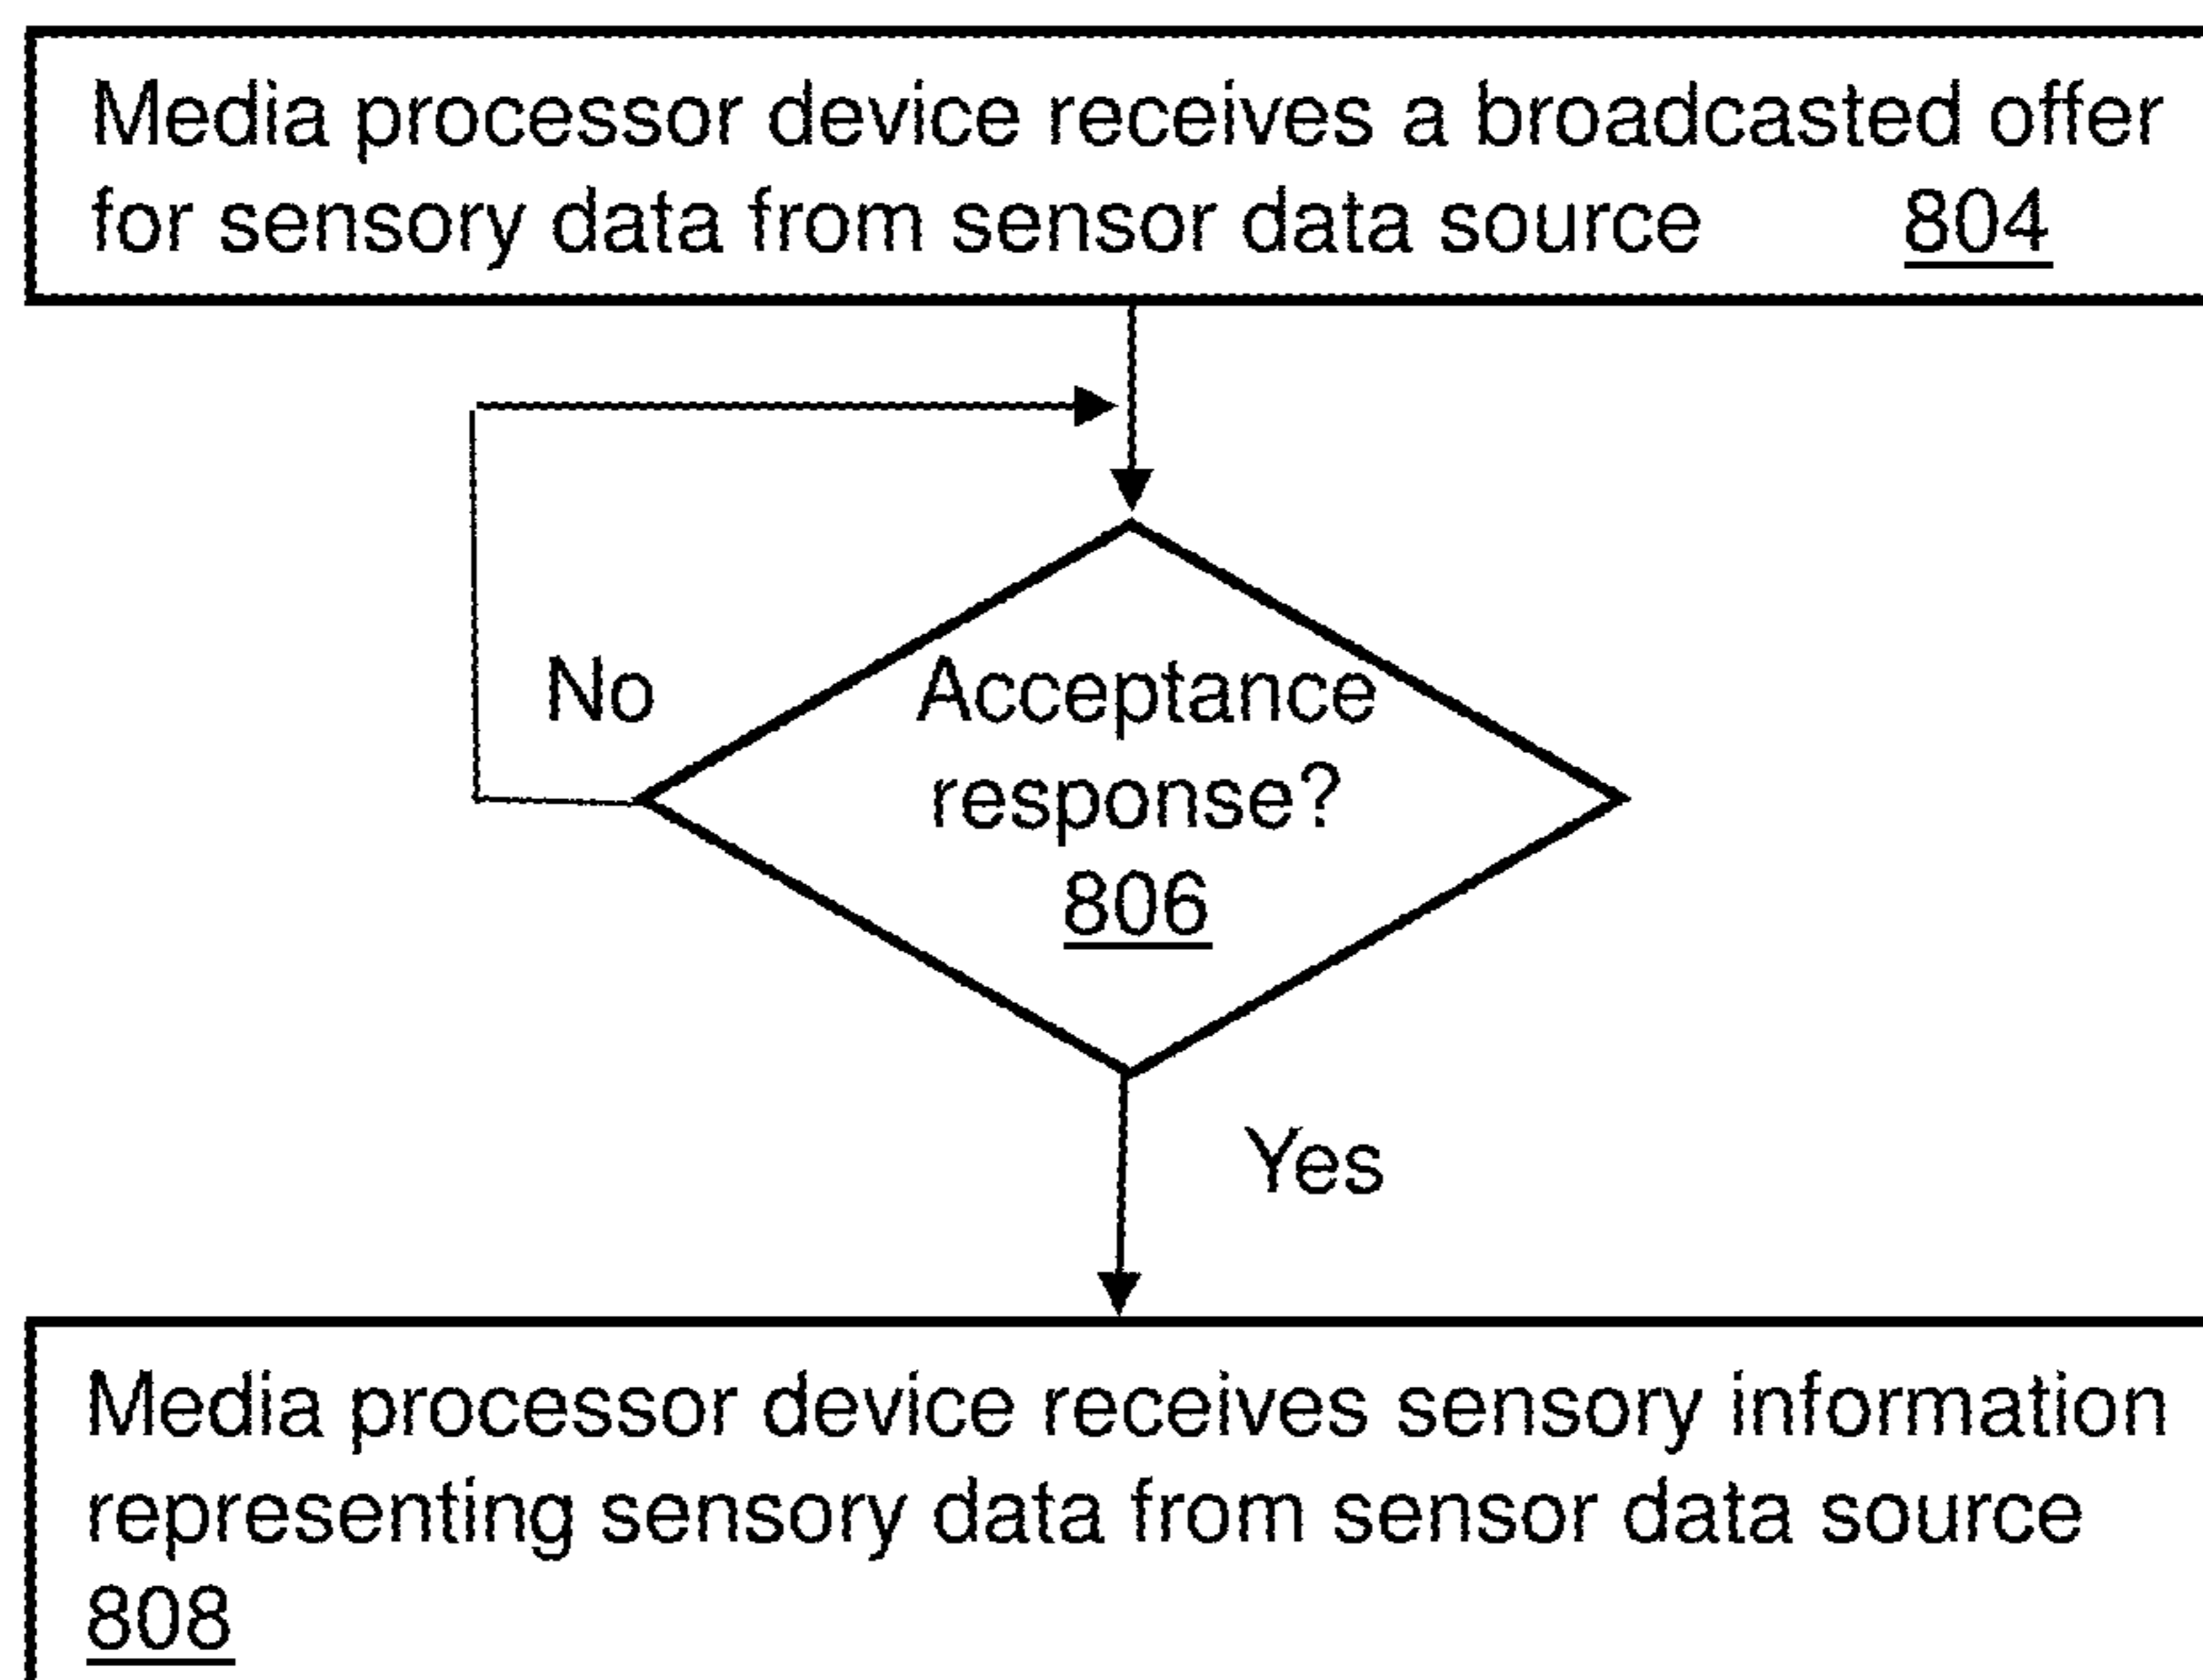 Media processor device receives a broadcasted offer
for sensory data from sensor data source 804
No
Acceptance
response?
806
Yes
Media processor device receives sensory information
representing sensory data from sensor data source
808